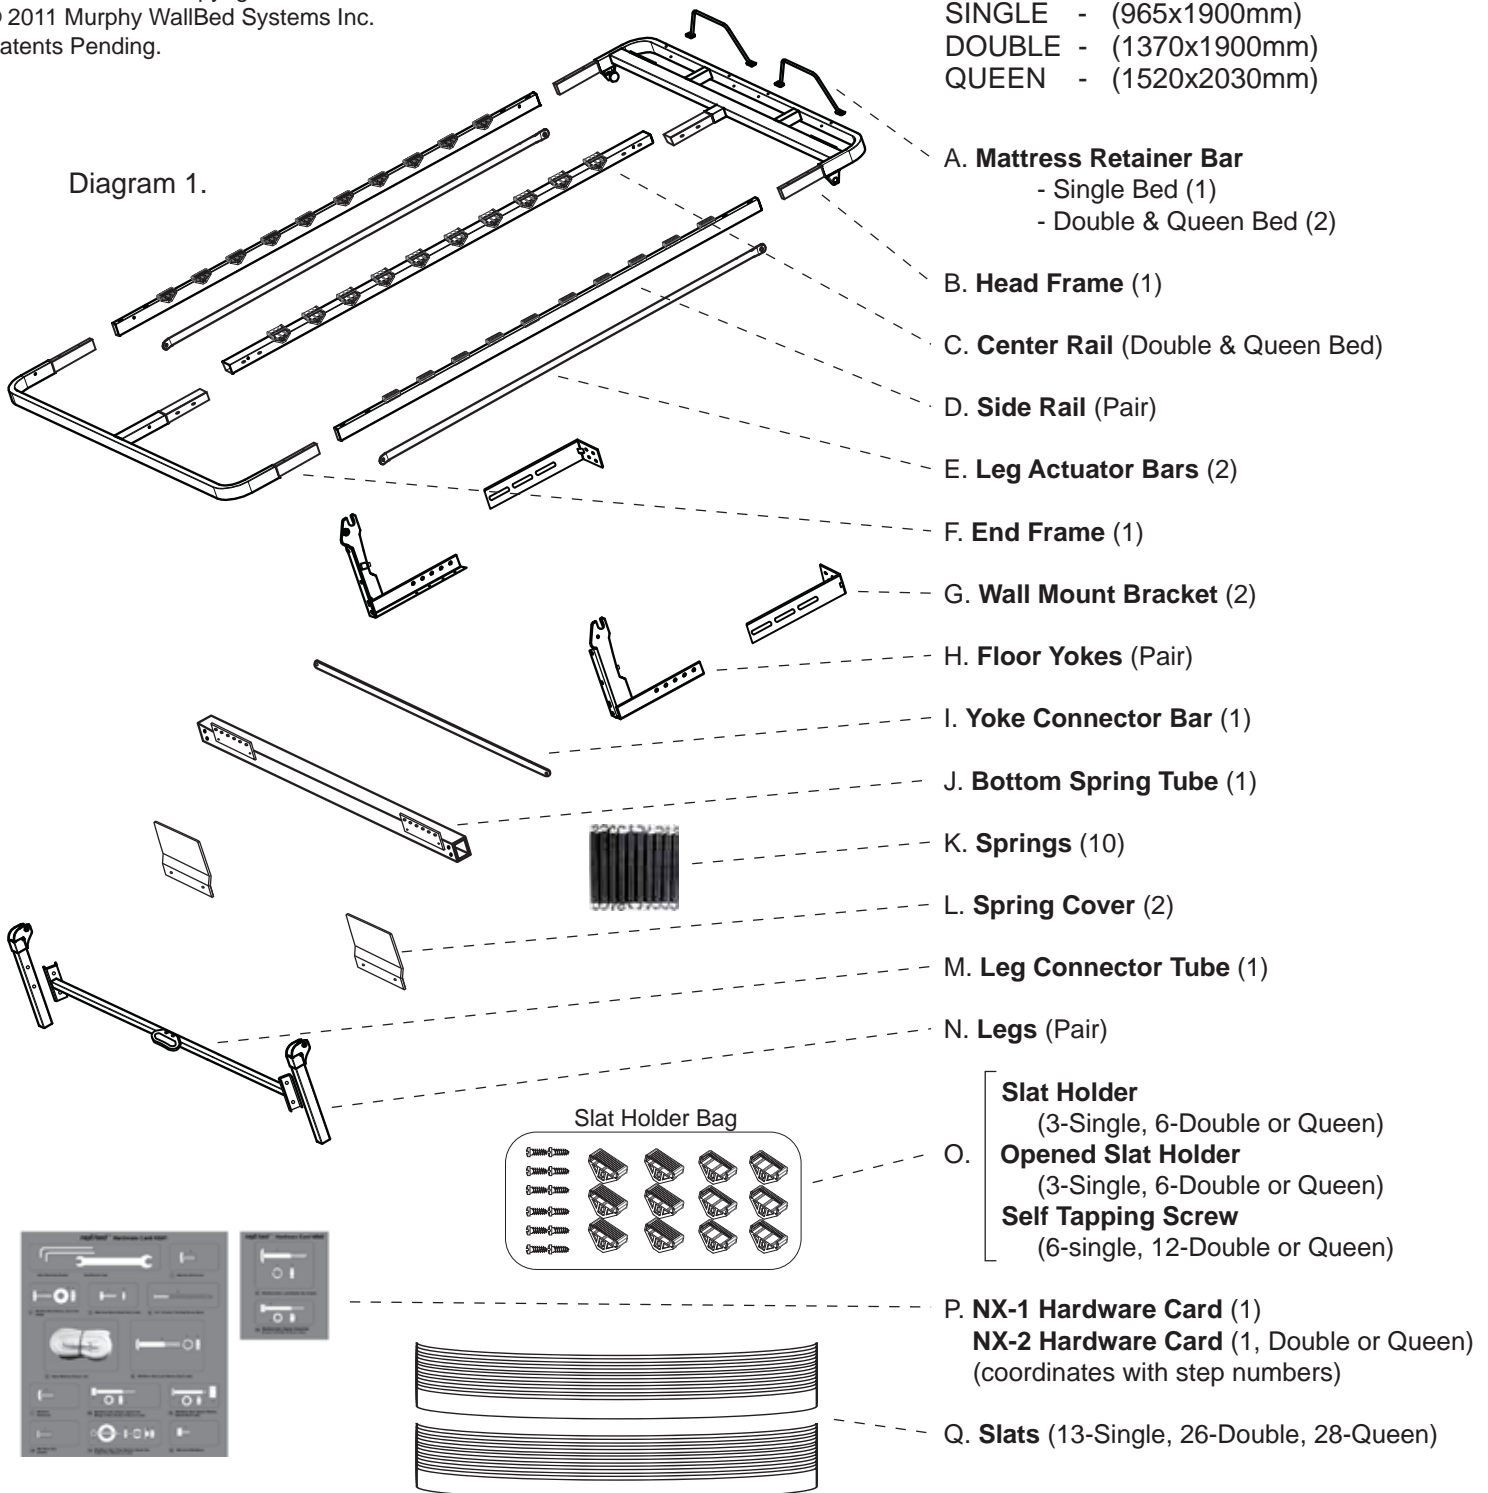 © 2011 Murphy WallBed Systems Inc.
Patents Pending.
SINGLE - (965x1900mm)
DOUBLE - (1370x1900mm)
QUEEN - (1520x2030mm)
Diagram 1.
A. Mattress Retainer Bar
- Single Bed (1)
- Double & Queen Bed (2)
B. Head Frame (1)
C. Center Rail (Double & Queen Bed)
D. Side Rail (Pair)
E. Leg Actuator Bars (2)
F. End Frame (1)
G. Wall Mount Bracket (2)
H. Floor Yokes (Pair)
I. Yoke Connector Bar (1)
J. Bottom Spring Tube (1)
K. Springs (10)
L. Spring Cover (2)
M. Leg Connector Tube (1)
N. Legs (Pair)
Slat Holder Bag
O.
Slat Holder
(3-Single, 6-Double or Queen)
Opened Slat Holder
(3-Single, 6-Double or Queen)
Self Tapping Screw
(6-single, 12-Double or Queen)
P. NX-1 Hardware Card (1)
NX-2 Hardware Card (1, Double or Queen)
(coordinates with step numbers)
Q. Slats (13-Single, 26-Double, 28-Queen)